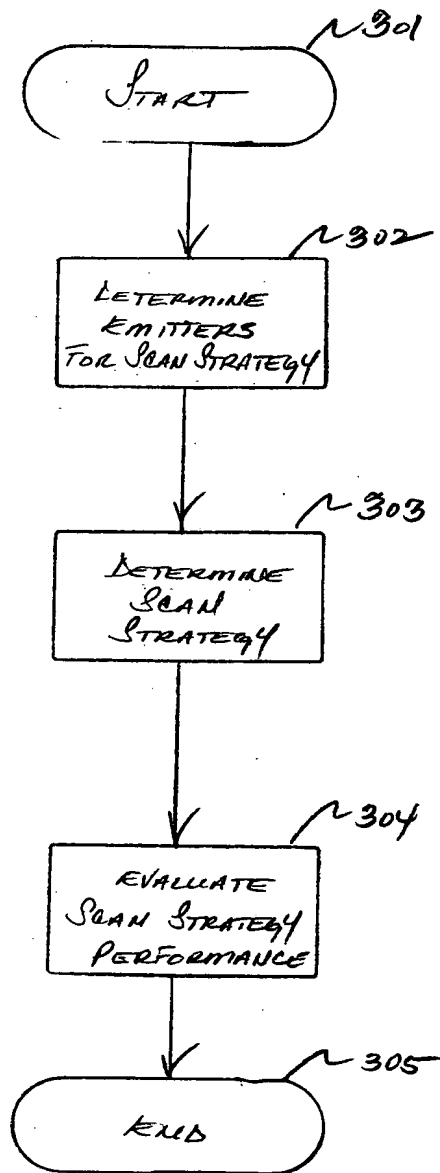 301
START
302
DETERMINE
EMITTERS
FOR SCAN STRATEGY
303
DETERMINE
SCAN
STRATEGY
304
EVALUATE
SCAN STRATEGY
PERFORMANCE
305
END